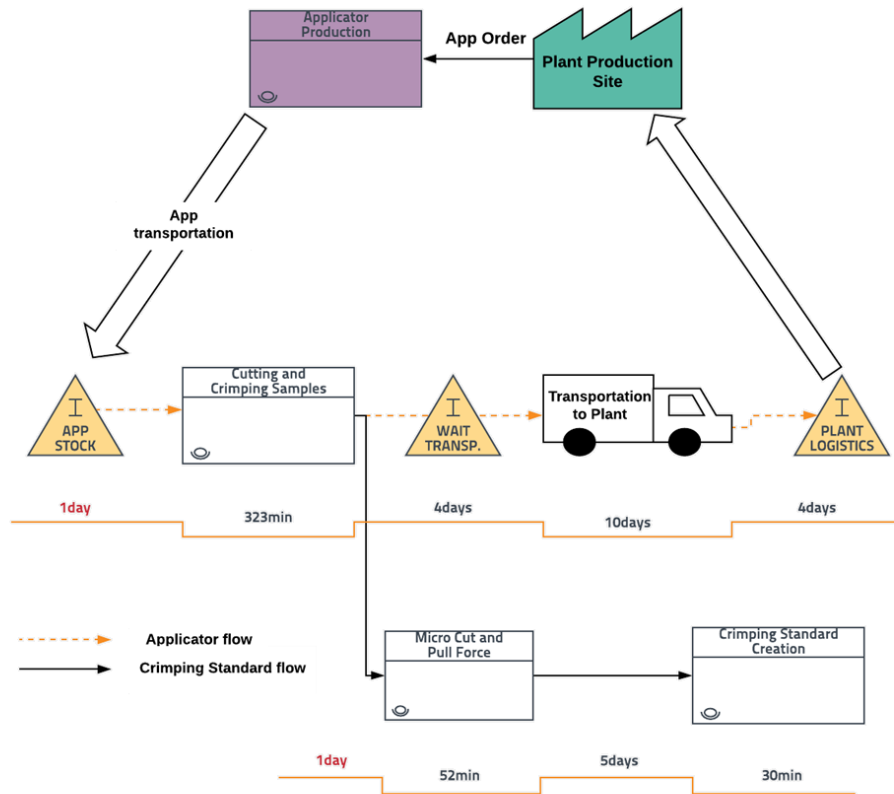 Applicator
Production
App Order
Plant Production
Site
App
transportation
Cutting and
Crimping Samples
Transportation
to Plant
I
APP
STOCK
I
WAIT
TRANSP.
I
PLANT
LOGISTICS
1day
323min
4days
10days
4days
Applicator flow
Crimping Standard flow
Micro Cut and
Pull Force
Crimping Standard
Creation
1day
52min
5days
30min